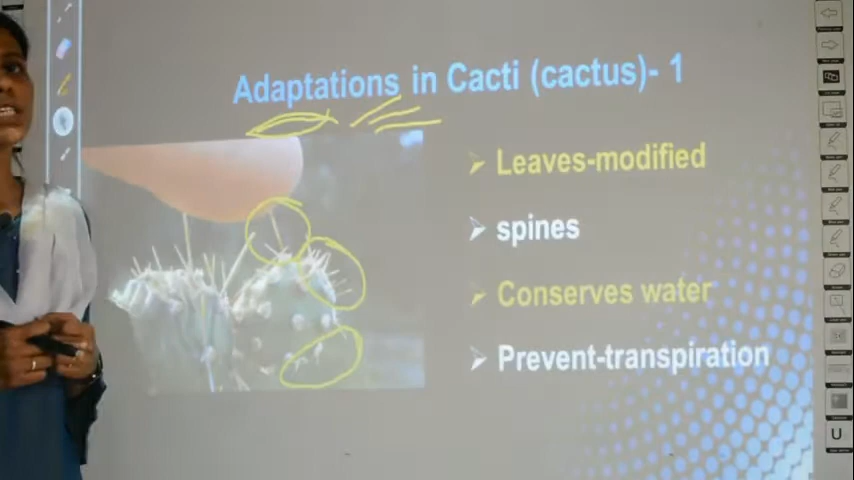 Adaptations in Cacti (cactus)- 1
Leaves-modified
spines
Conserves water
Prevent-transpiration
U